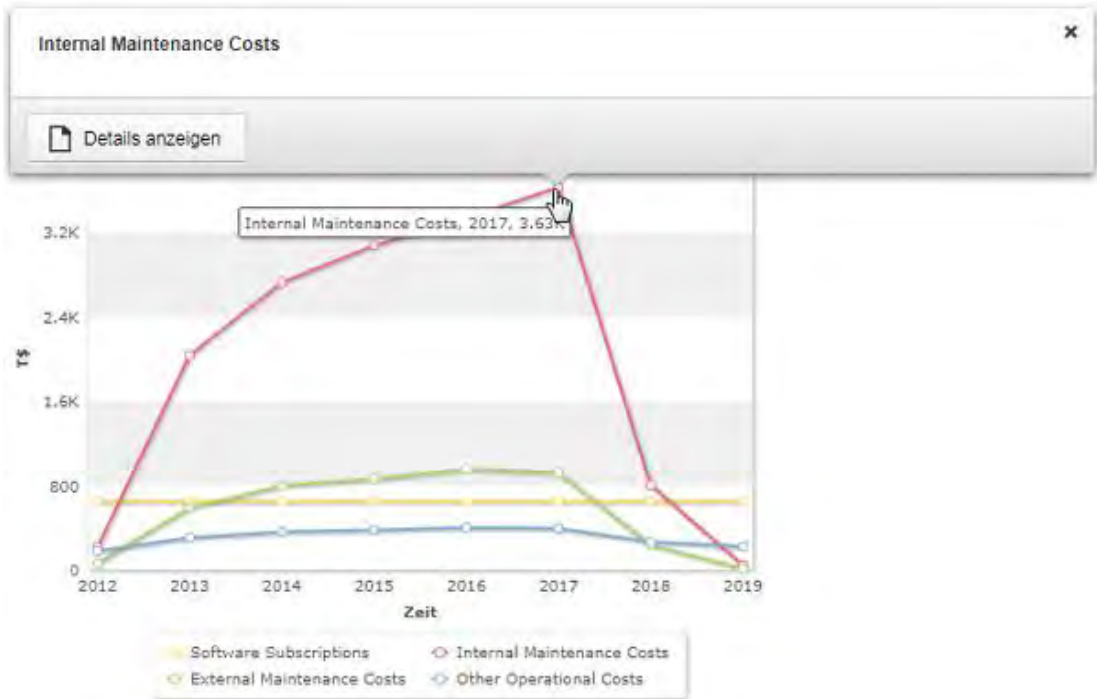 Internal Maintenance Costs
×
Details anzeigen
Internal Maintenance Costs, 2017, 3.63K
3.2K
2.4K
T$
1.6K
800
0
2012 2013 2014 2015 2016 2017 2018 2019
Zeit
Software Subscriptions Internal Maintenance Costs
External Maintenance Costs Other Operational Costs